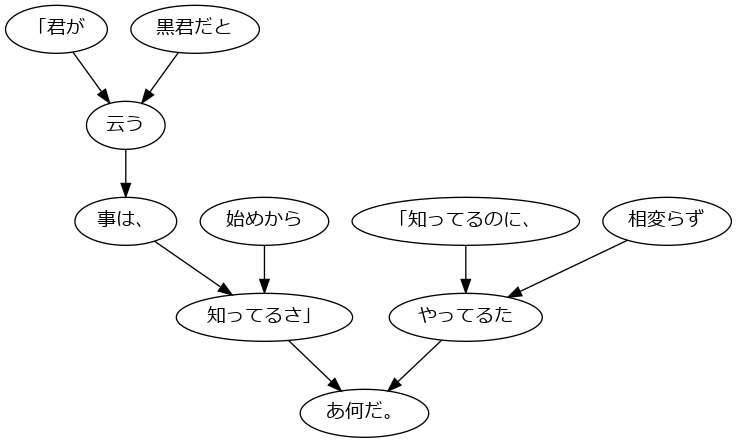 「君が
黒君だと
云う
事は、
始めから
「知ってるのに、
相変らず
知ってるさ」
やってるた
あ何だ。